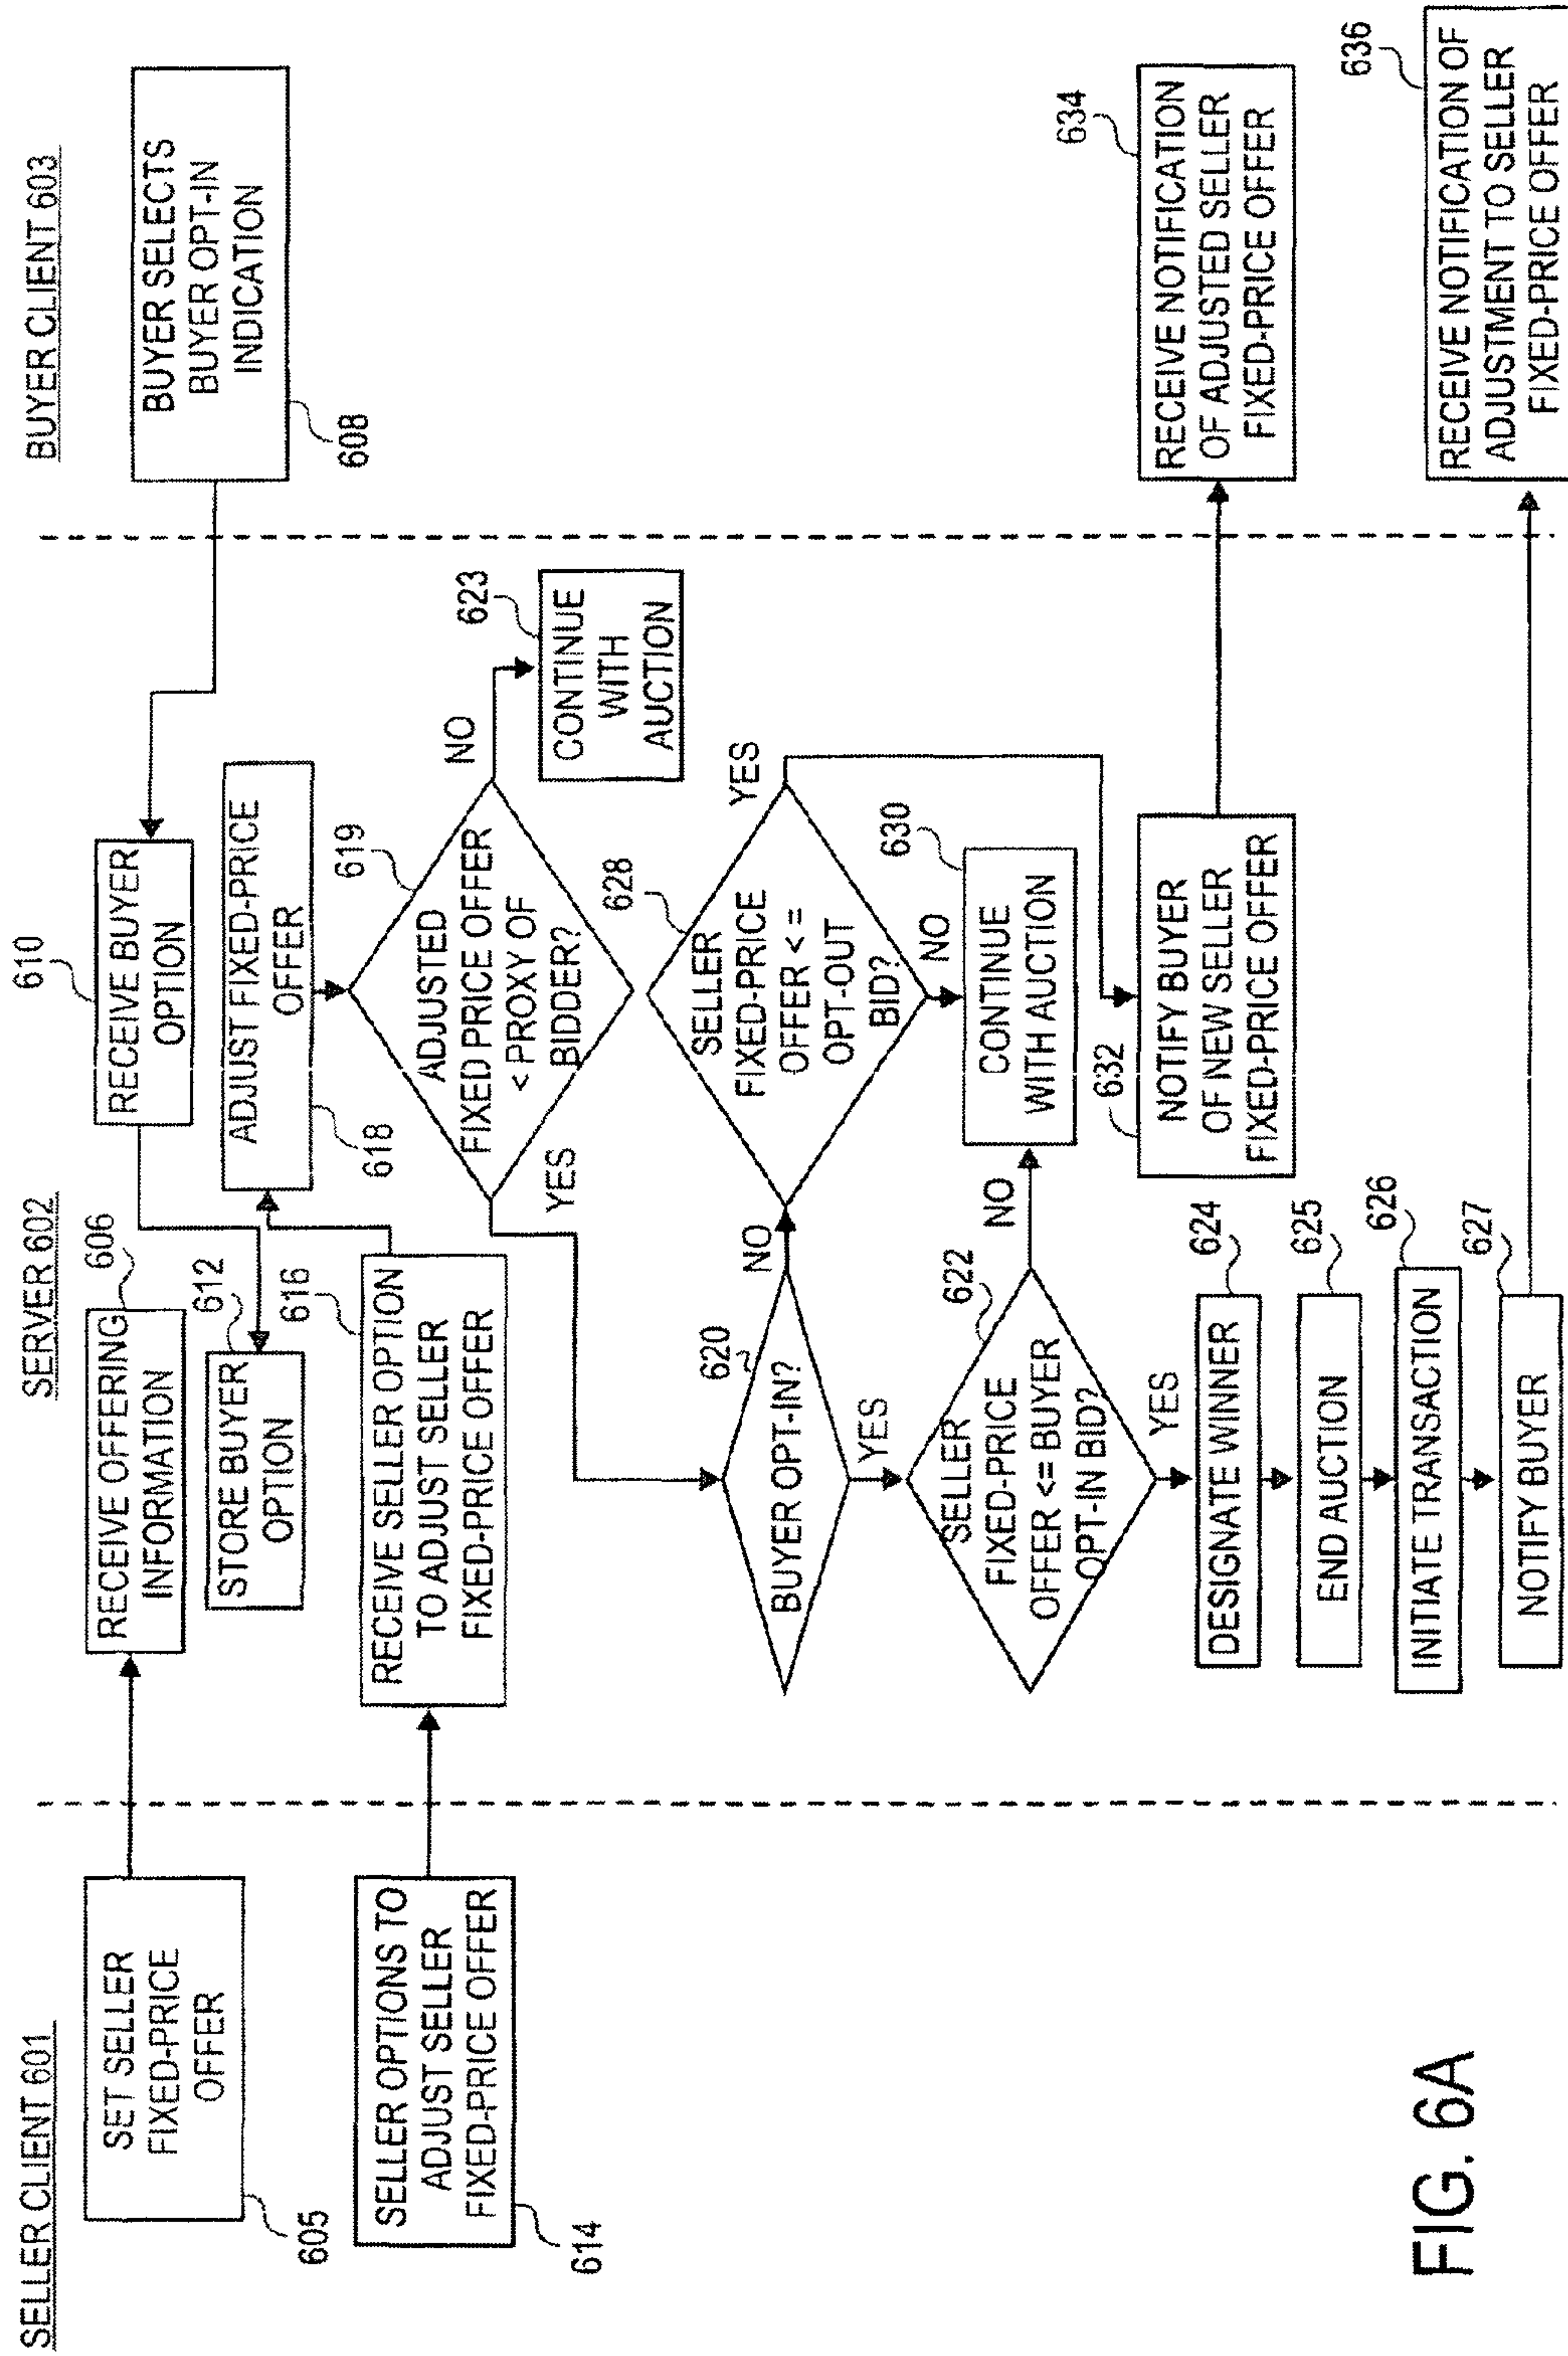 SELLER CLIENT 601
SERVER 602
BUYER CLIENT 603
SET SELLER
FIXED-PRICE
OFFER
605
RECEIVE OFFERING
INFORMATION
606
BUYER SELECTS
BUYER OPT-IN
INDICATION
608
RECEIVE BUYER
OPTION
610
STORE BUYER
OPTION
612
SELLER OPTIONS TO
ADJUST SELLER
FIXED-PRICE OFFER
614
RECEIVE SELLER OPTION
TO ADJUST SELLER
FIXED-PRICE OFFER
616
ADJUST FIXED-PRICE
OFFER
618
ADJUSTED
FIXED PRICE OFFER
< PROXY OF
BIDDER?
619
NO
YES
CONTINUE
WITH
AUCTION
623
BUYER OPT-IN?
620
NO
YES
SELLER
FIXED-PRICE
OFFER < =
OPT-OUT
BID?
628
YES
NO
SELLER
FIXED-PRICE
OFFER <= BUYER
OPT-IN BID?
622
NO
YES
CONTINUE
WITH AUCTION
630
NOTIFY BUYER
OF NEW SELLER
FIXED-PRICE OFFER
632
RECEIVE NOTIFICATION
OF ADJUSTED SELLER
FIXED-PRICE OFFER
634
DESIGNATE WINNER
624
END AUCTION
625
INITIATE TRANSACTION
626
NOTIFY BUYER
627
RECEIVE NOTIFICATION OF
ADJUSTMENT TO SELLER
FIXED-PRICE OFFER
636
FIG. 6A